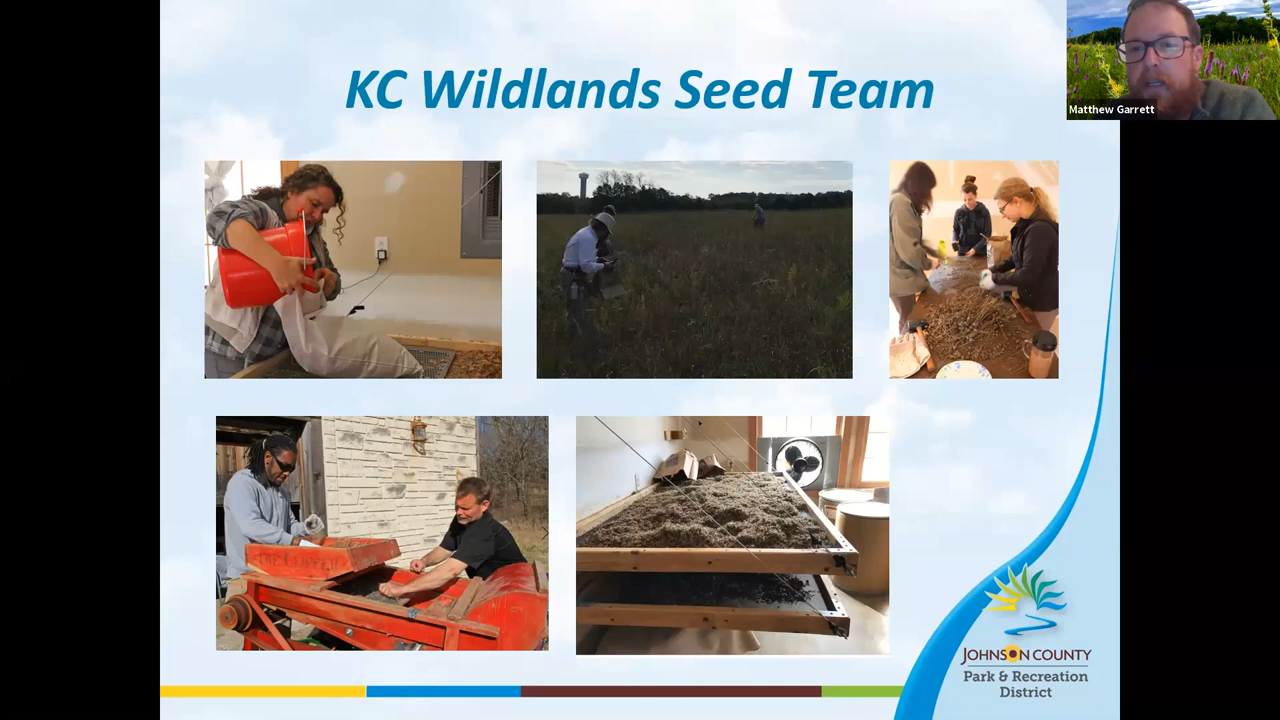 KC Wildlands Seed Team
Matthew Garrett
JOHNSON COUNTY
Park & Recreation
District